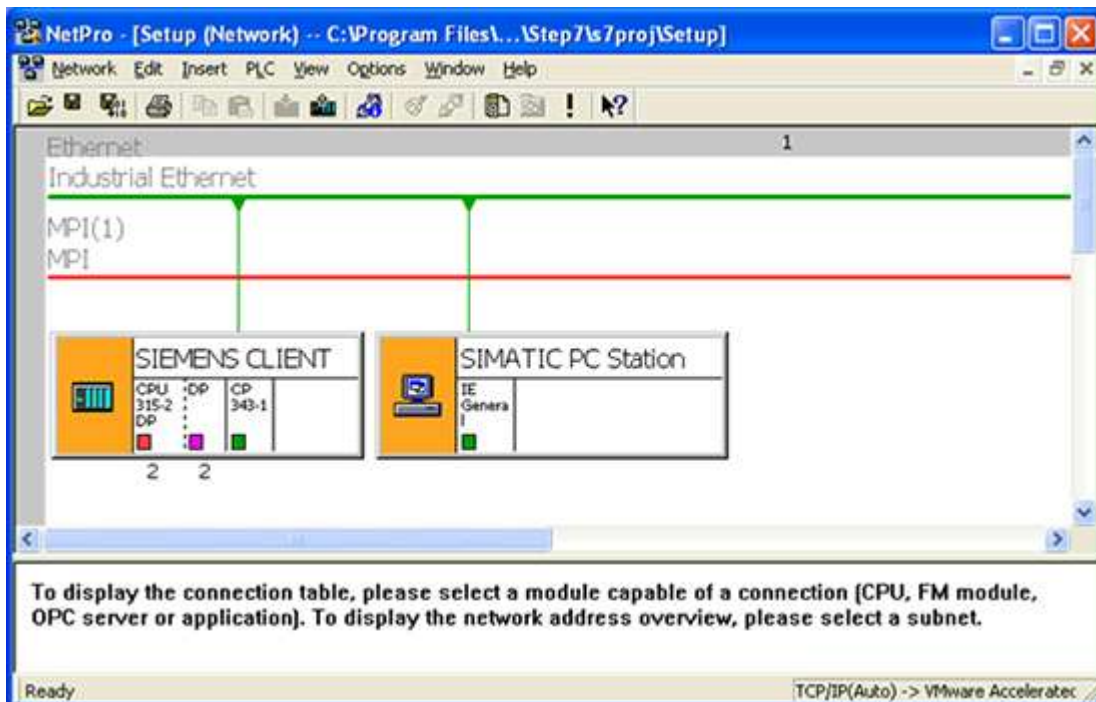 NetPro - [Setup (Network) -- C:\Program Files\...\Step7\s7proj\Setup]
Network Edit Insert PLC View Options Window Help
Ethernet
1
Industrial Ethernet
MPI(1)
MPI
SIEMENS CLIENT
CPU
315-2
DP
DP
CP
343-1
2
2
SIMATIC PC Station
IE
Genera
l
To display the connection table, please select a module capable of a connection (CPU, FM module,
OPC server or application). To display the network address overview, please select a subnet.
Ready
TCP/IP(Auto) -> VMware Acceleratec